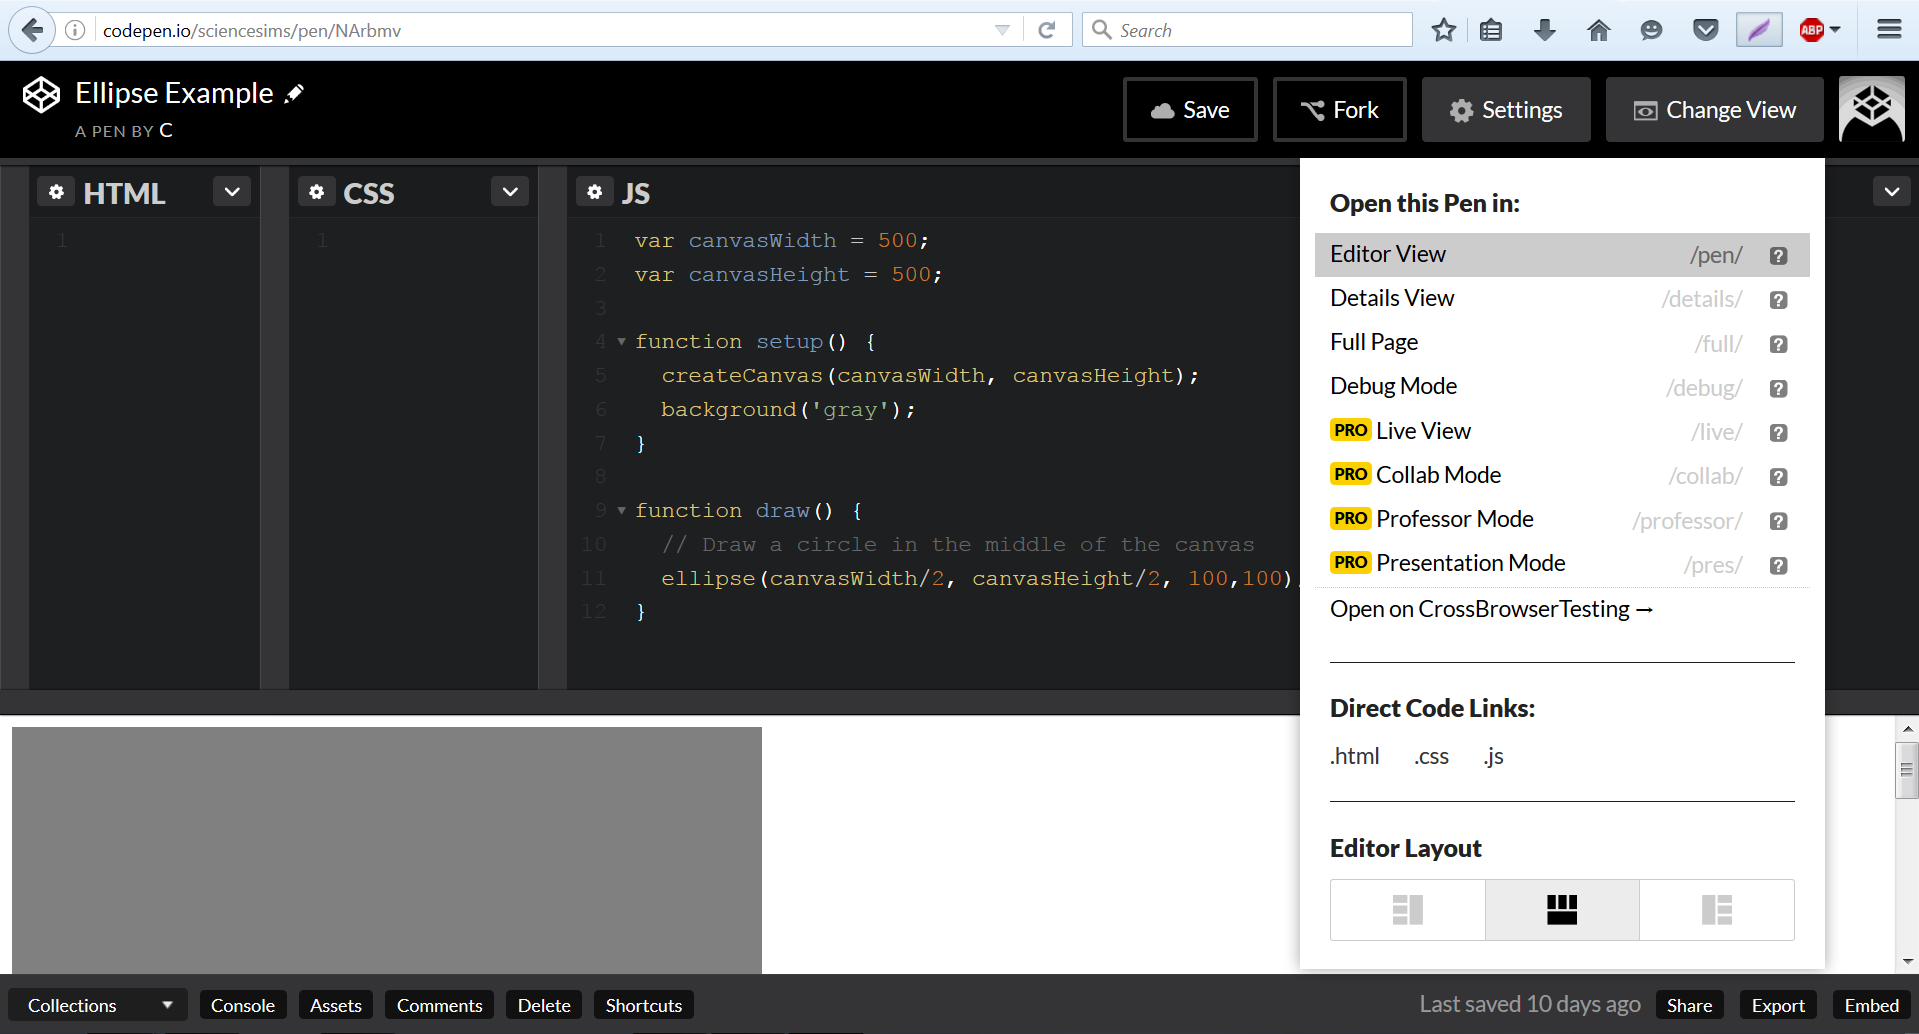 codepen.io/sciencesims/pen/NArbmv
Search
ABP
Ellipse Example
A PEN BY C
Save
Fork
Settings
Change View
HTML
1
CSS
1
JS
1 var canvasWidth = 500;
2 var canvasHeight = 500;
3
4 function setup() {
5 createCanvas(canvasWidth, canvasHeight);
6 background('gray');
7 }
8
9 function draw() {
10 // Draw a circle in the middle of the canvas
11 ellipse(canvasWidth/2, canvasHeight/2, 100,100)
12 }
Open this Pen in:
Editor View /pen/ ?
Details View /details/ ?
Full Page /full/ ?
Debug Mode /debug/ ?
PRO Live View /live/ ?
PRO Collab Mode /collab/ ?
PRO Professor Mode /professor/ ?
PRO Presentation Mode /pres/ ?
Open on CrossBrowserTesting →
Direct Code Links:
.html .css .js
Editor Layout
Collections
Console
Assets
Comments
Delete
Shortcuts
Last saved 10 days ago
Share
Export
Embed